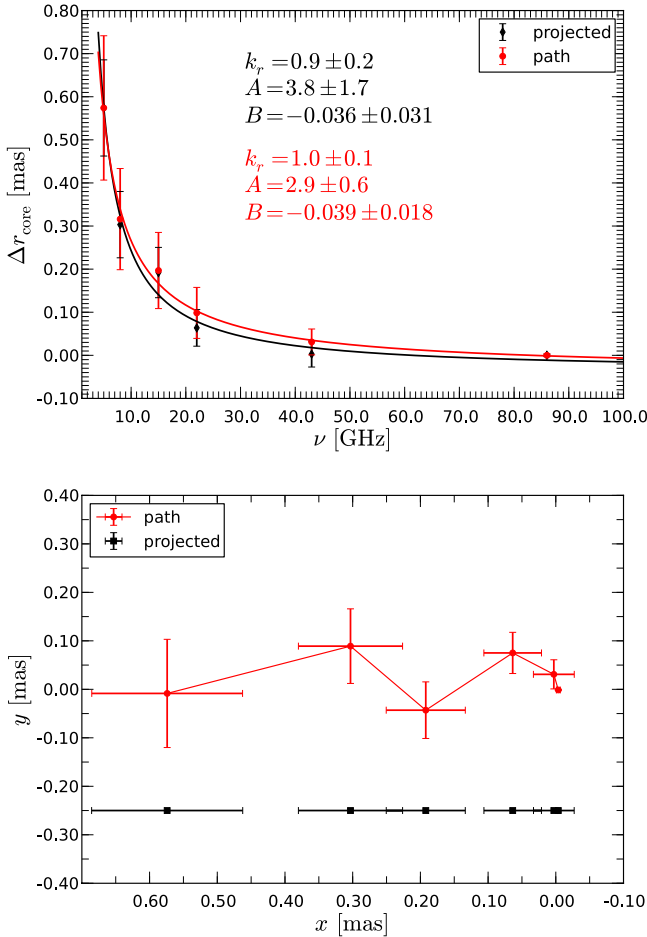 0.80
0.70
0.60
0.50
0.40
0.30
0.20
0.10
0.00
-0.10
Δr_core [mas]
projected
path
k_r = 0.9 ± 0.2
A = 3.8 ± 1.7
B = −0.036 ± 0.031
k_r = 1.0 ± 0.1
A = 2.9 ± 0.6
B = −0.039 ± 0.018
10.0 20.0 30.0 40.0 50.0 60.0 70.0 80.0 90.0 100.0
ν [GHz]
0.40
0.30
0.20
0.10
0.00
-0.10
-0.20
-0.30
-0.40
y [mas]
path
projected
0.60 0.50 0.40 0.30 0.20 0.10 0.00 -0.10
x [mas]